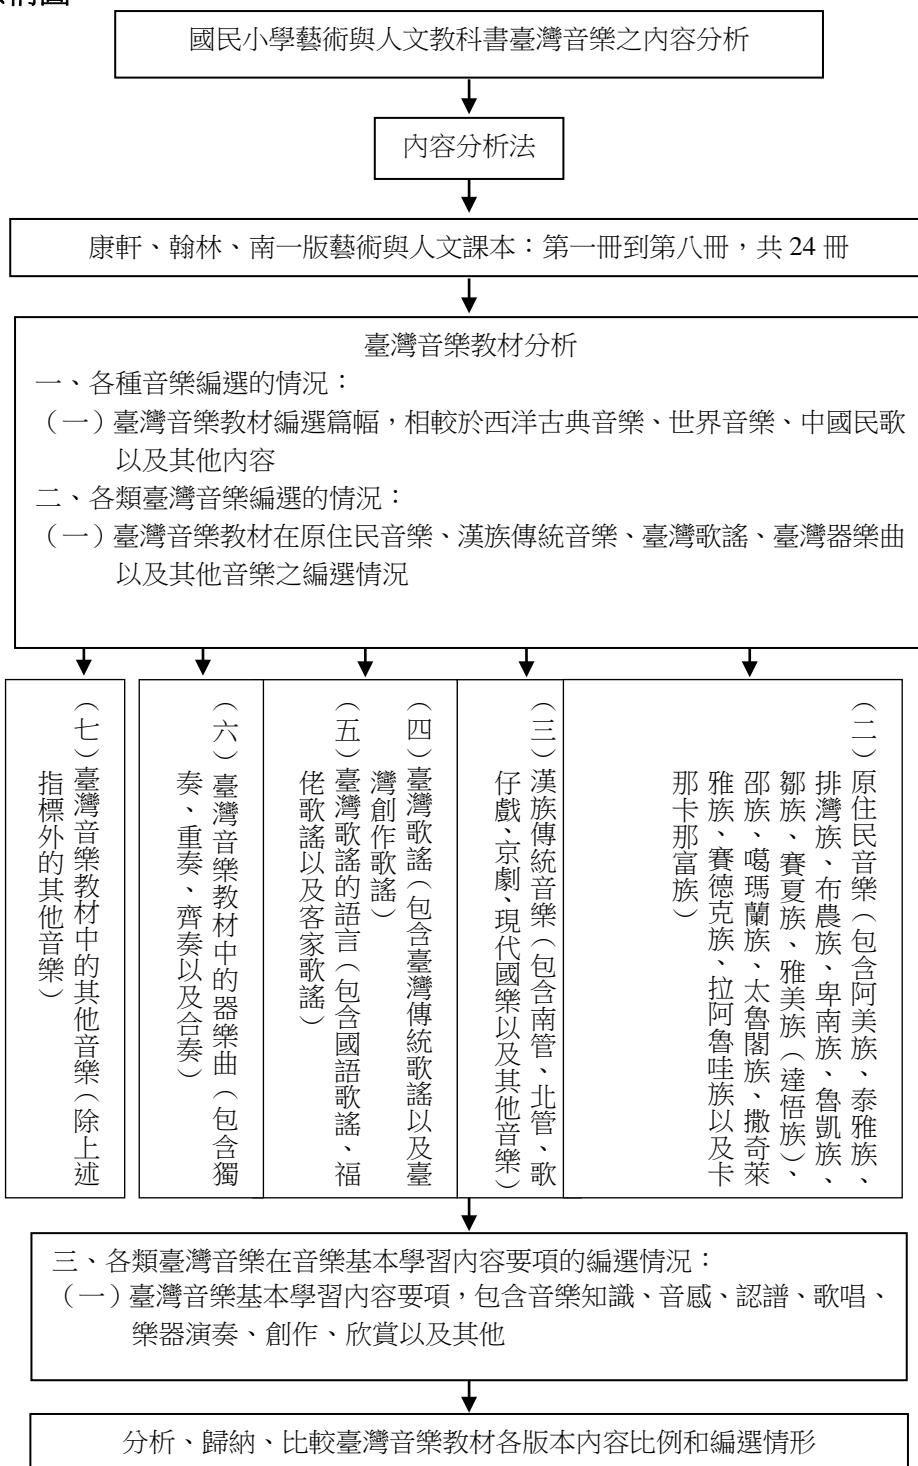 國民小學藝術與人文教科書臺灣音樂之內容分析
內容分析法
康軒、翰林、南一版藝術與人文課本：第一冊到第八冊，共 24 冊
臺灣音樂教材分析
一、各種音樂編選的情況：
（一）臺灣音樂教材編選篇幅，相較於西洋古典音樂、世界音樂、中國民歌
以及其他內容
二、各類臺灣音樂編選的情況：
（一）臺灣音樂教材在原住民音樂、漢族傳統音樂、臺灣歌謠、臺灣器樂曲
以及其他音樂之編選情況
（二）原住民音樂（包含阿美族、泰雅族、
排灣族、布農族、卑南族、魯凱族、
鄒族、賽夏族、雅美族（達悟族）、
邵族、噶瑪蘭族、太魯閣族、撒奇萊
雅族、賽德克族、拉阿魯哇族以及卡
那卡那富族）
（三）漢族傳統音樂（包含南管、北管、歌
仔戲、京劇、現代國樂以及其他音樂）
（四）臺灣歌謠（包含臺灣傳統歌謠以及臺
灣創作歌謠）
（五）臺灣歌謠的語言（包含國語歌謠、福
佬歌謠以及客家歌謠）
（六）臺灣音樂教材中的器樂曲（包含獨
奏、重奏、齊奏以及合奏）
（七）臺灣音樂教材中的其他音樂（除上述
指標外的其他音樂）
三、各類臺灣音樂在音樂基本學習內容要項的編選情況：
（一）臺灣音樂基本學習內容要項，包含音樂知識、音感、認譜、歌唱、
樂器演奏、創作、欣賞以及其他
分析、歸納、比較臺灣音樂教材各版本內容比例和編選情形